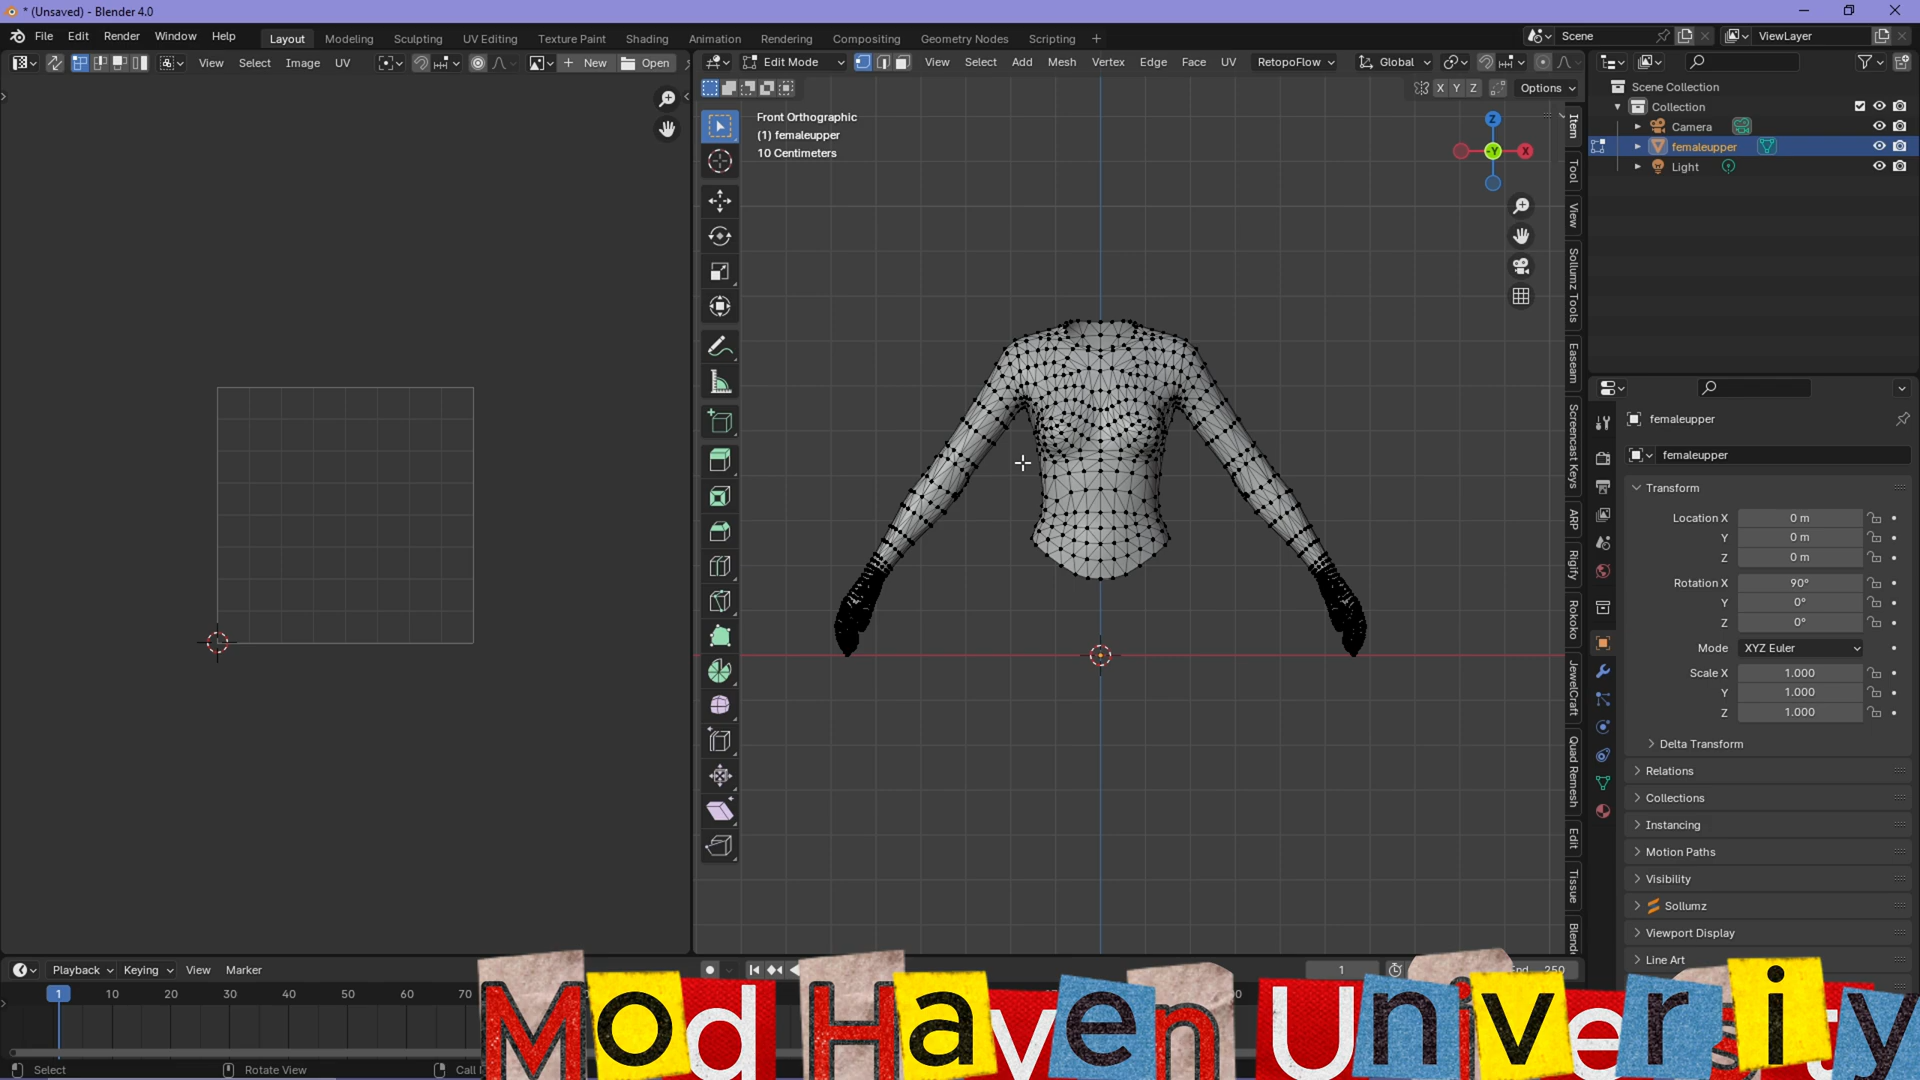 * (Unsaved) - Blender 4.0
File Edit Render Window Help Layout Modeling Sculpting UV Editing Texture Paint Shading Animation Rendering Compositing Geometry Nodes Scripting + Scene ViewLayer
View Select Image UV New Open
Edit Mode View Select Add Mesh Vertex Edge Face UV RetopoFlow Global
X Y Z Options
Front Orthographic
(1) femaleupper
10 Centimeters
Z
-Y
X
Item
Tool
View
Sollumz Tools
Easeam
Screencast Keys
ARP
Rigify
Rokoko
JewelCraft
Quad Remesh
Edit
Tissue
Blend
Scene Collection
Collection
Camera
femaleupper
Light
femaleupper
femaleupper
Transform
Location X 0 m
Y 0 m
Z 0 m
Rotation X 90°
Y 0°
Z 0°
Mode XYZ Euler
Scale X 1.000
Y 1.000
Z 1.000
Delta Transform
Relations
Collections
Instancing
Motion Paths
Visibility
Sollumz
Viewport Display
Line Art
Playback Keying View Marker 1 End 250
1 10 20 30 40 50 60 70
Mod Haven University
Select Rotate View Call